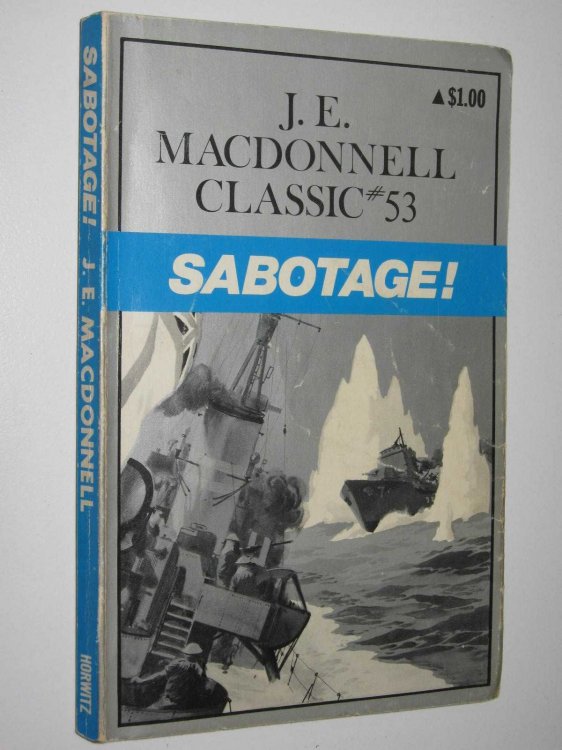 SABOTAGE! J. E. MACDONNELL HORWITZ
▲$1.00
J. E.
MACDONNELL
CLASSIC #53
SABOTAGE!